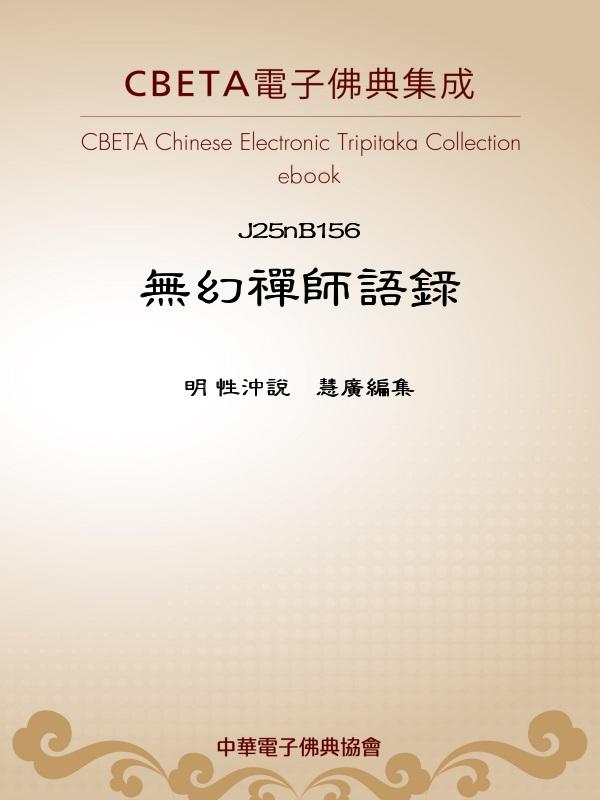 CBETA電子佛典集成
CBETA Chinese Electronic Tripitaka Collection
ebook
J25nB156
無幻禪師語錄
明 性沖說　慧廣編集
中華電子佛典協會